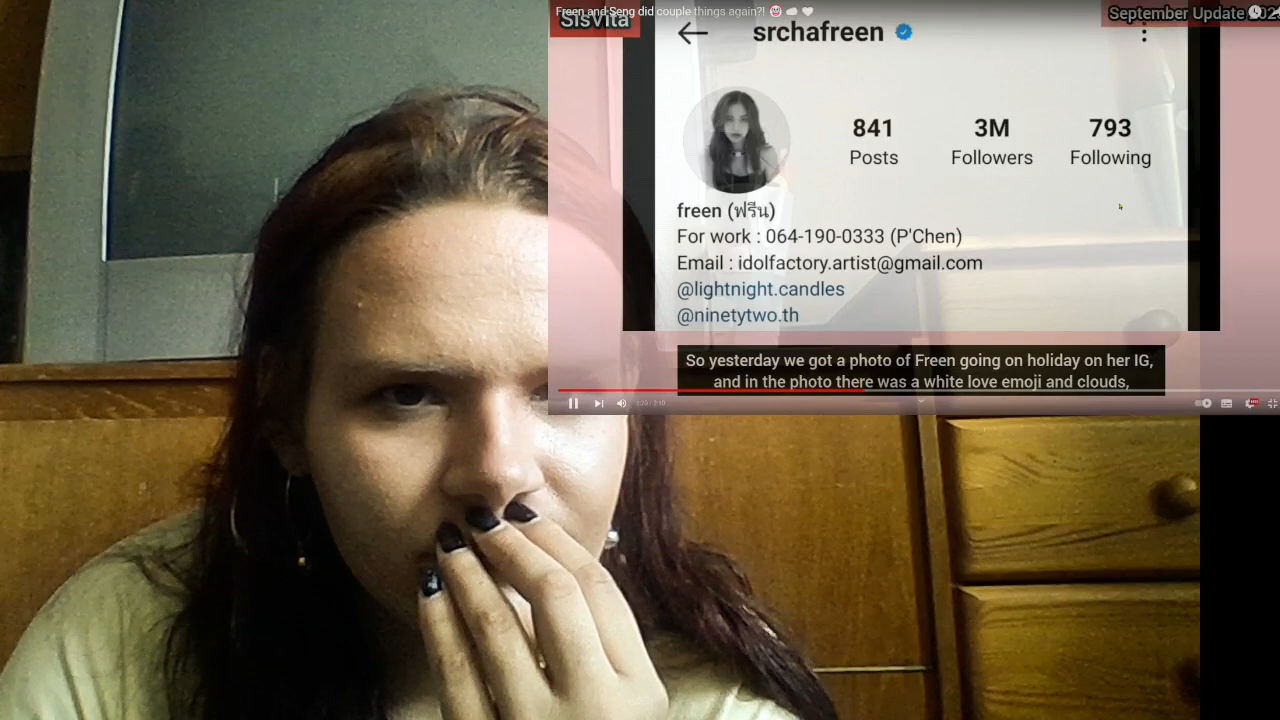 Freen and Seng did couple things again?! 🤡 ☁️ 🤍
SisVita
September Update
srchafreen
841
3M
793
Posts
Followers
Following
freen (ฟรีน)
For work : 064-190-0333 (P'Chen)
Email : idolfactory.artist@gmail.com
@lightnight.candles
@ninetytwo.th
So yesterday we got a photo of Freen going on holiday on her IG,
and in the photo there was a white love emoji and clouds,